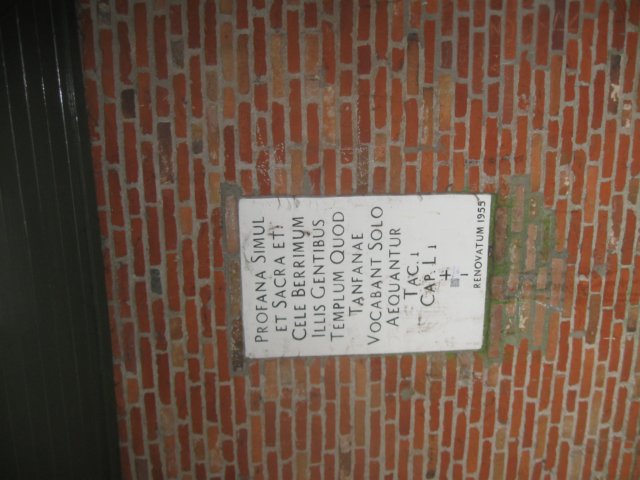 PROFANA SIMUL
ET SACRA ET:
CELE BERRIMUM
ILLIS GENTIBUS
TEMPLUM QUOD
TANFANAE
VOCABANT SOLO
AEQUANTUR
TAC. I
CAP. LI
RENOVATUM 1955